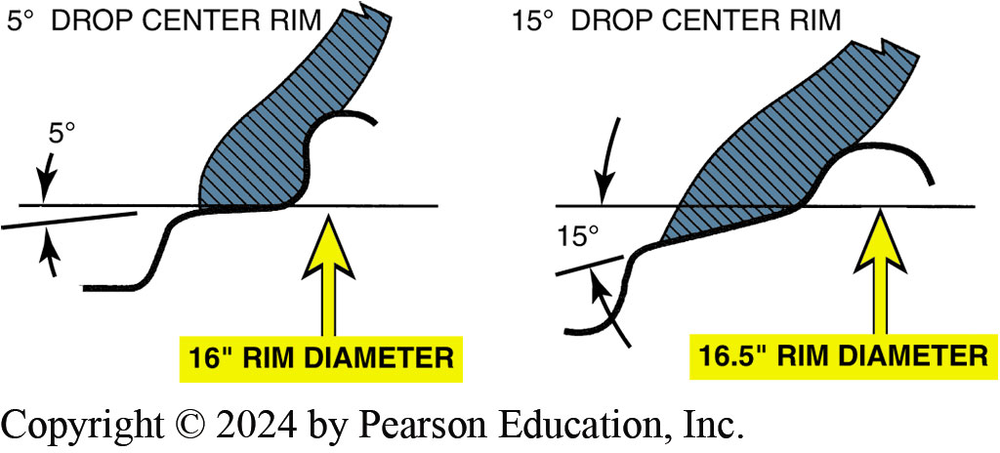 5° DROP CENTER RIM
15° DROP CENTER RIM
5°
15°
16" RIM DIAMETER
16.5" RIM DIAMETER
Copyright © 2024 by Pearson Education, Inc.